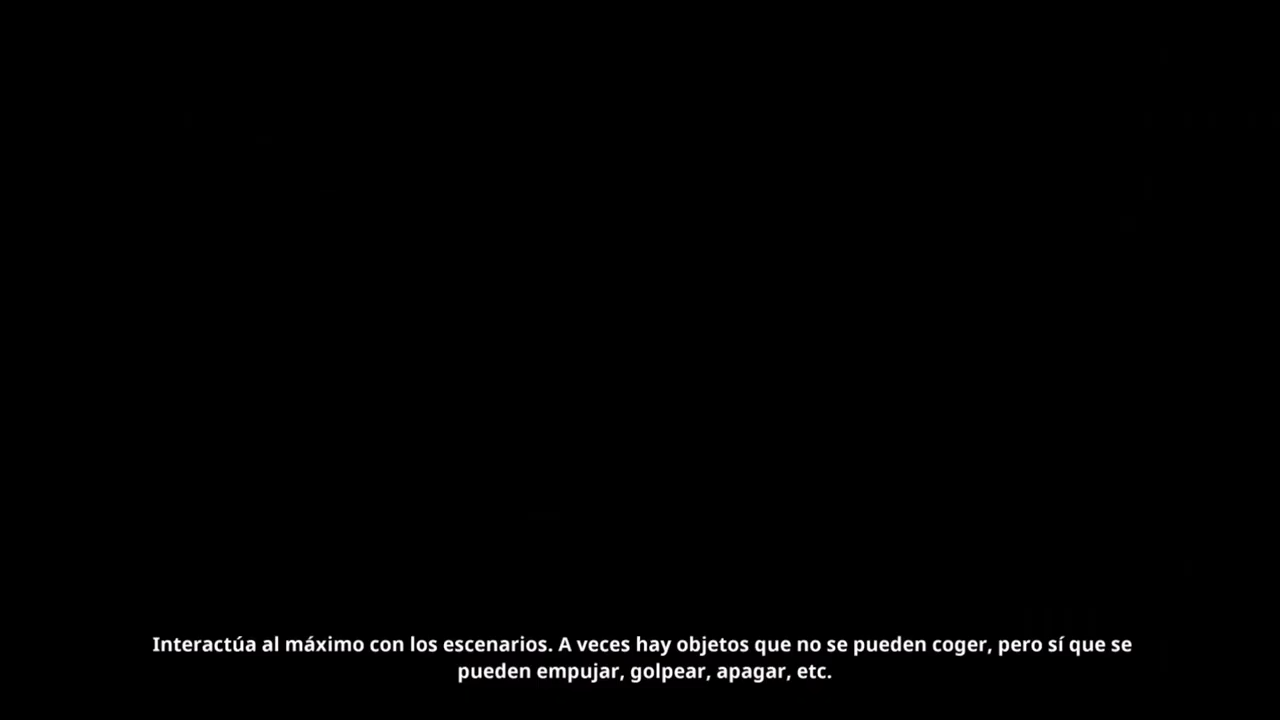 Interactúa al máximo con los escenarios. A veces hay objetos que no se pueden coger, pero sí que se
pueden empujar, golpear, apagar, etc.